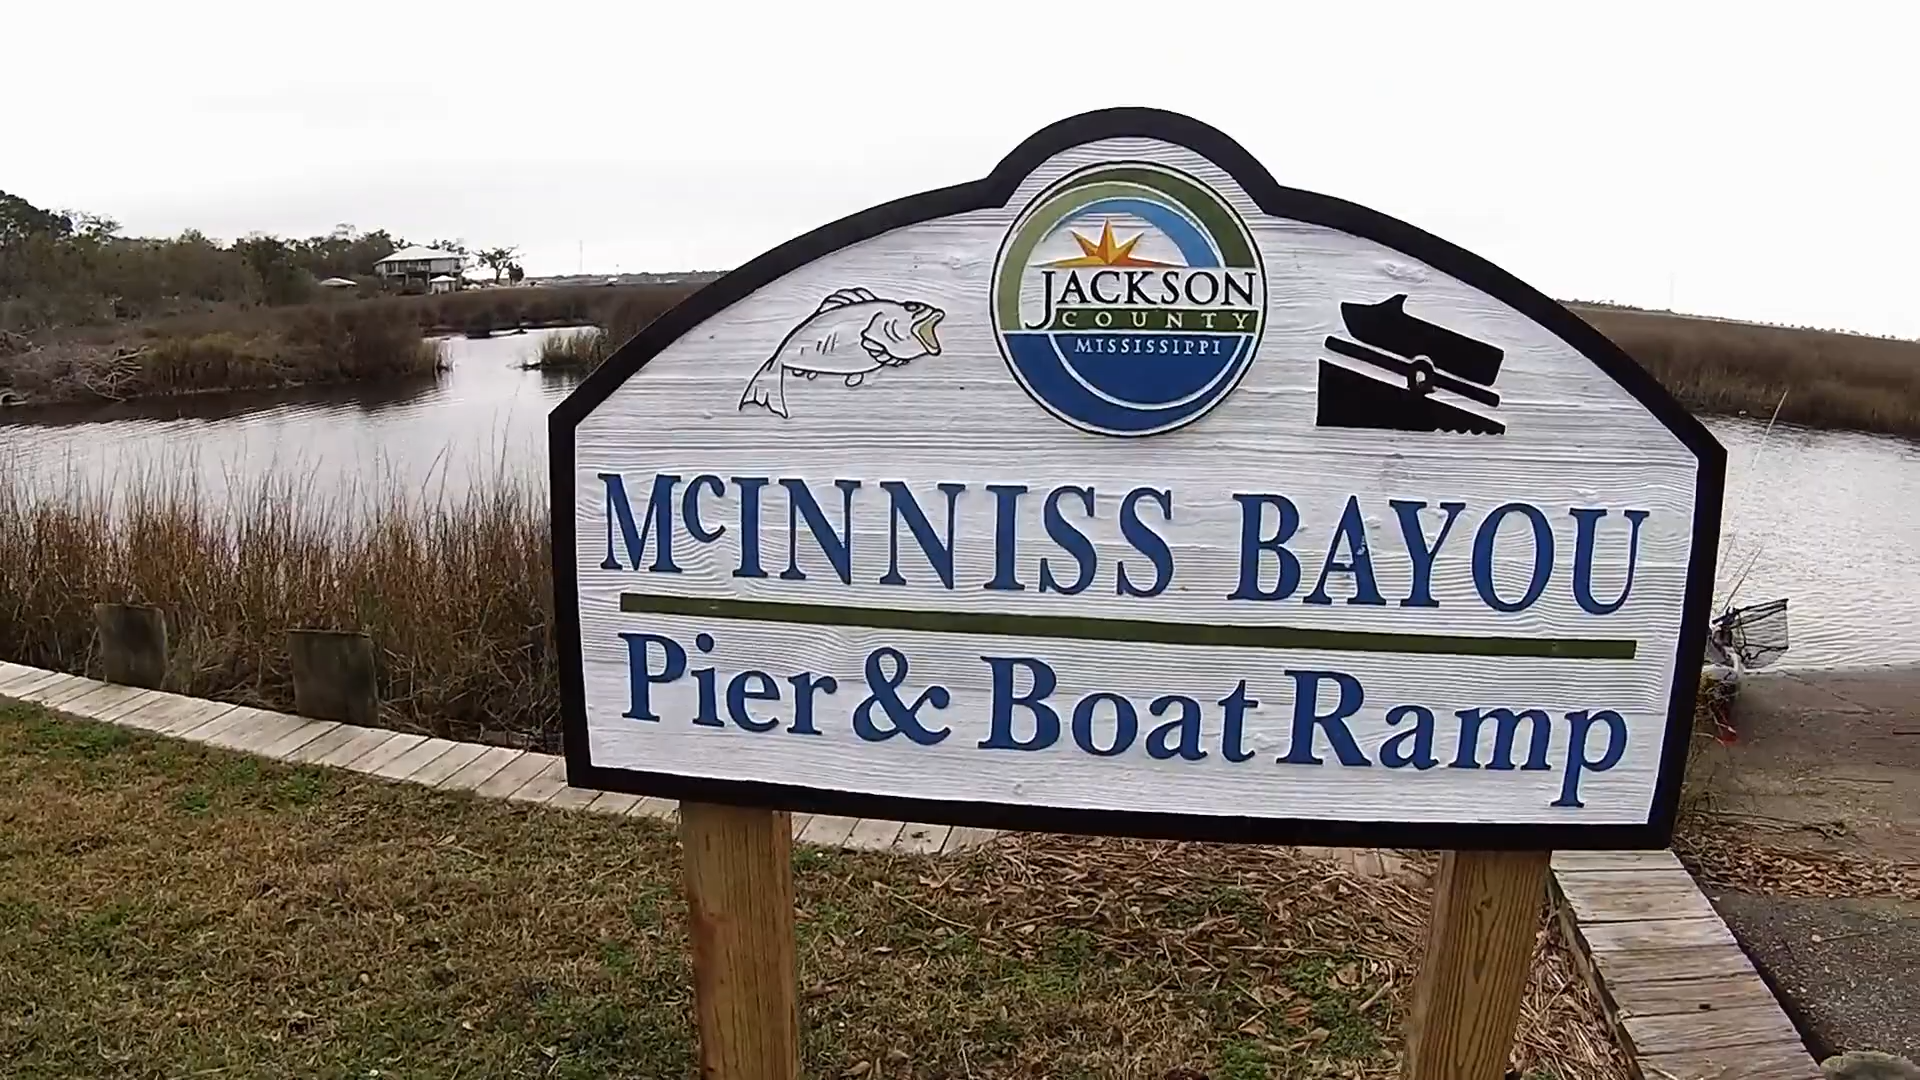 JACKSON
COUNTY
MISSISSIPPI
McINNISS BAYOU
Pier & Boat Ramp